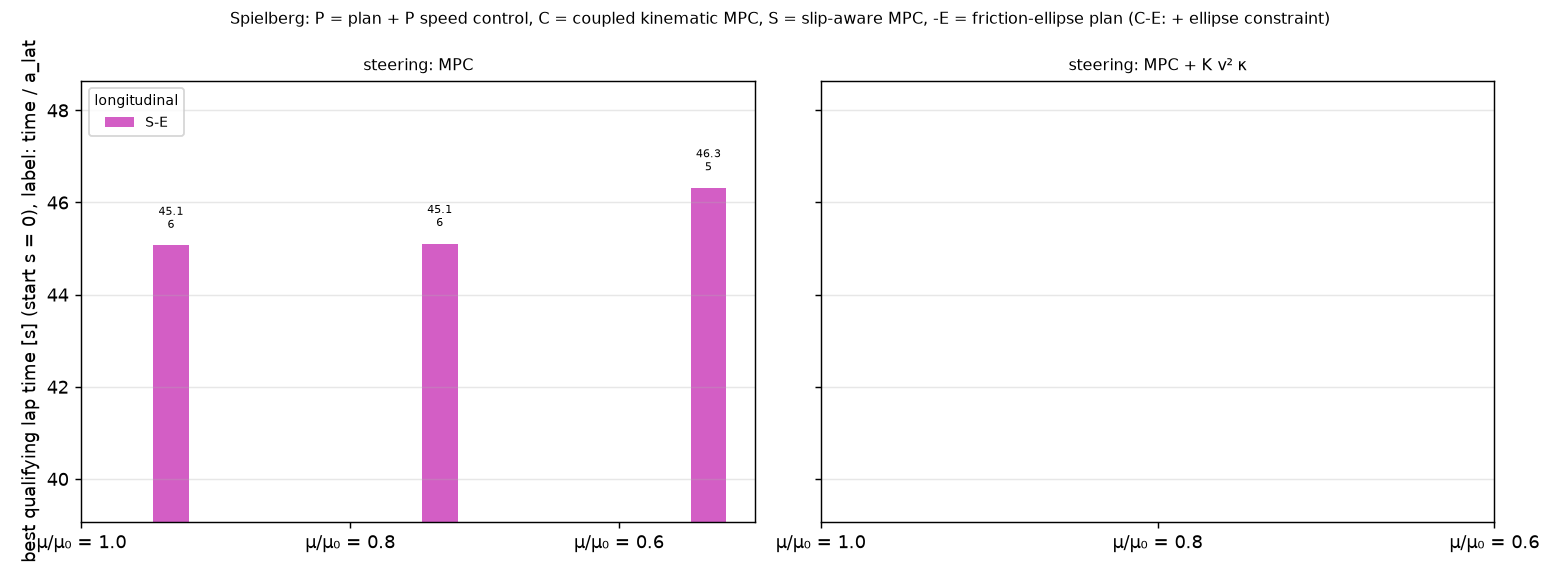 Spielberg: P = plan + P speed control, C = coupled kinematic MPC, S = slip-aware MPC, -E = friction-ellipse plan (C-E: + ellipse constraint)
steering: MPC
steering: MPC + K v² κ
best qualifying lap time [s] (start s = 0), label: time / a_lat
longitudinal
S-E
48
46
44
42
40
45.1
6
45.1
6
46.3
5
μ/μ₀ = 1.0
μ/μ₀ = 0.8
μ/μ₀ = 0.6
μ/μ₀ = 1.0
μ/μ₀ = 0.8
μ/μ₀ = 0.6